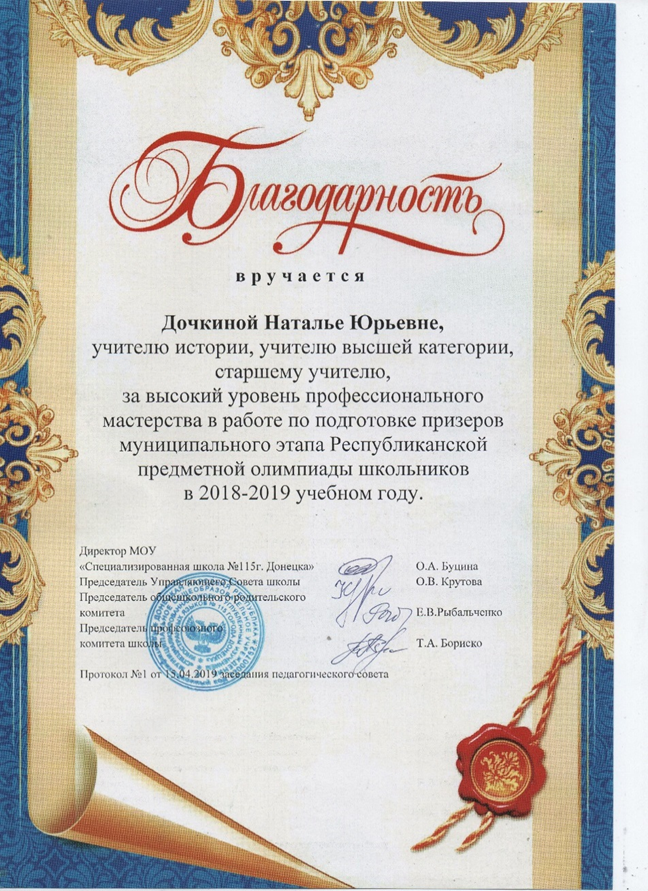 Благодарность
вручается
Дочкиной Наталье Юрьевне,
учителю истории, учителю высшей категории,
старшему учителю,
за высокий уровень профессионального
мастерства в работе по подготовке призеров
муниципального этапа Республиканской
предметной олимпиады школьников
в 2018-2019 учебном году.
Директор МОУ
«Специализированная школа №115г. Донецка» О.А. Буцина
Председатель Управляющего Совета школы О.В. Крутова
Председатель общешкольного родительского
комитета Е.В.Рыбальченко
Председатель профсоюзного
комитета школы Т.А. Бориско
Протокол №1 от 15.04.2019 заседания педагогического совета